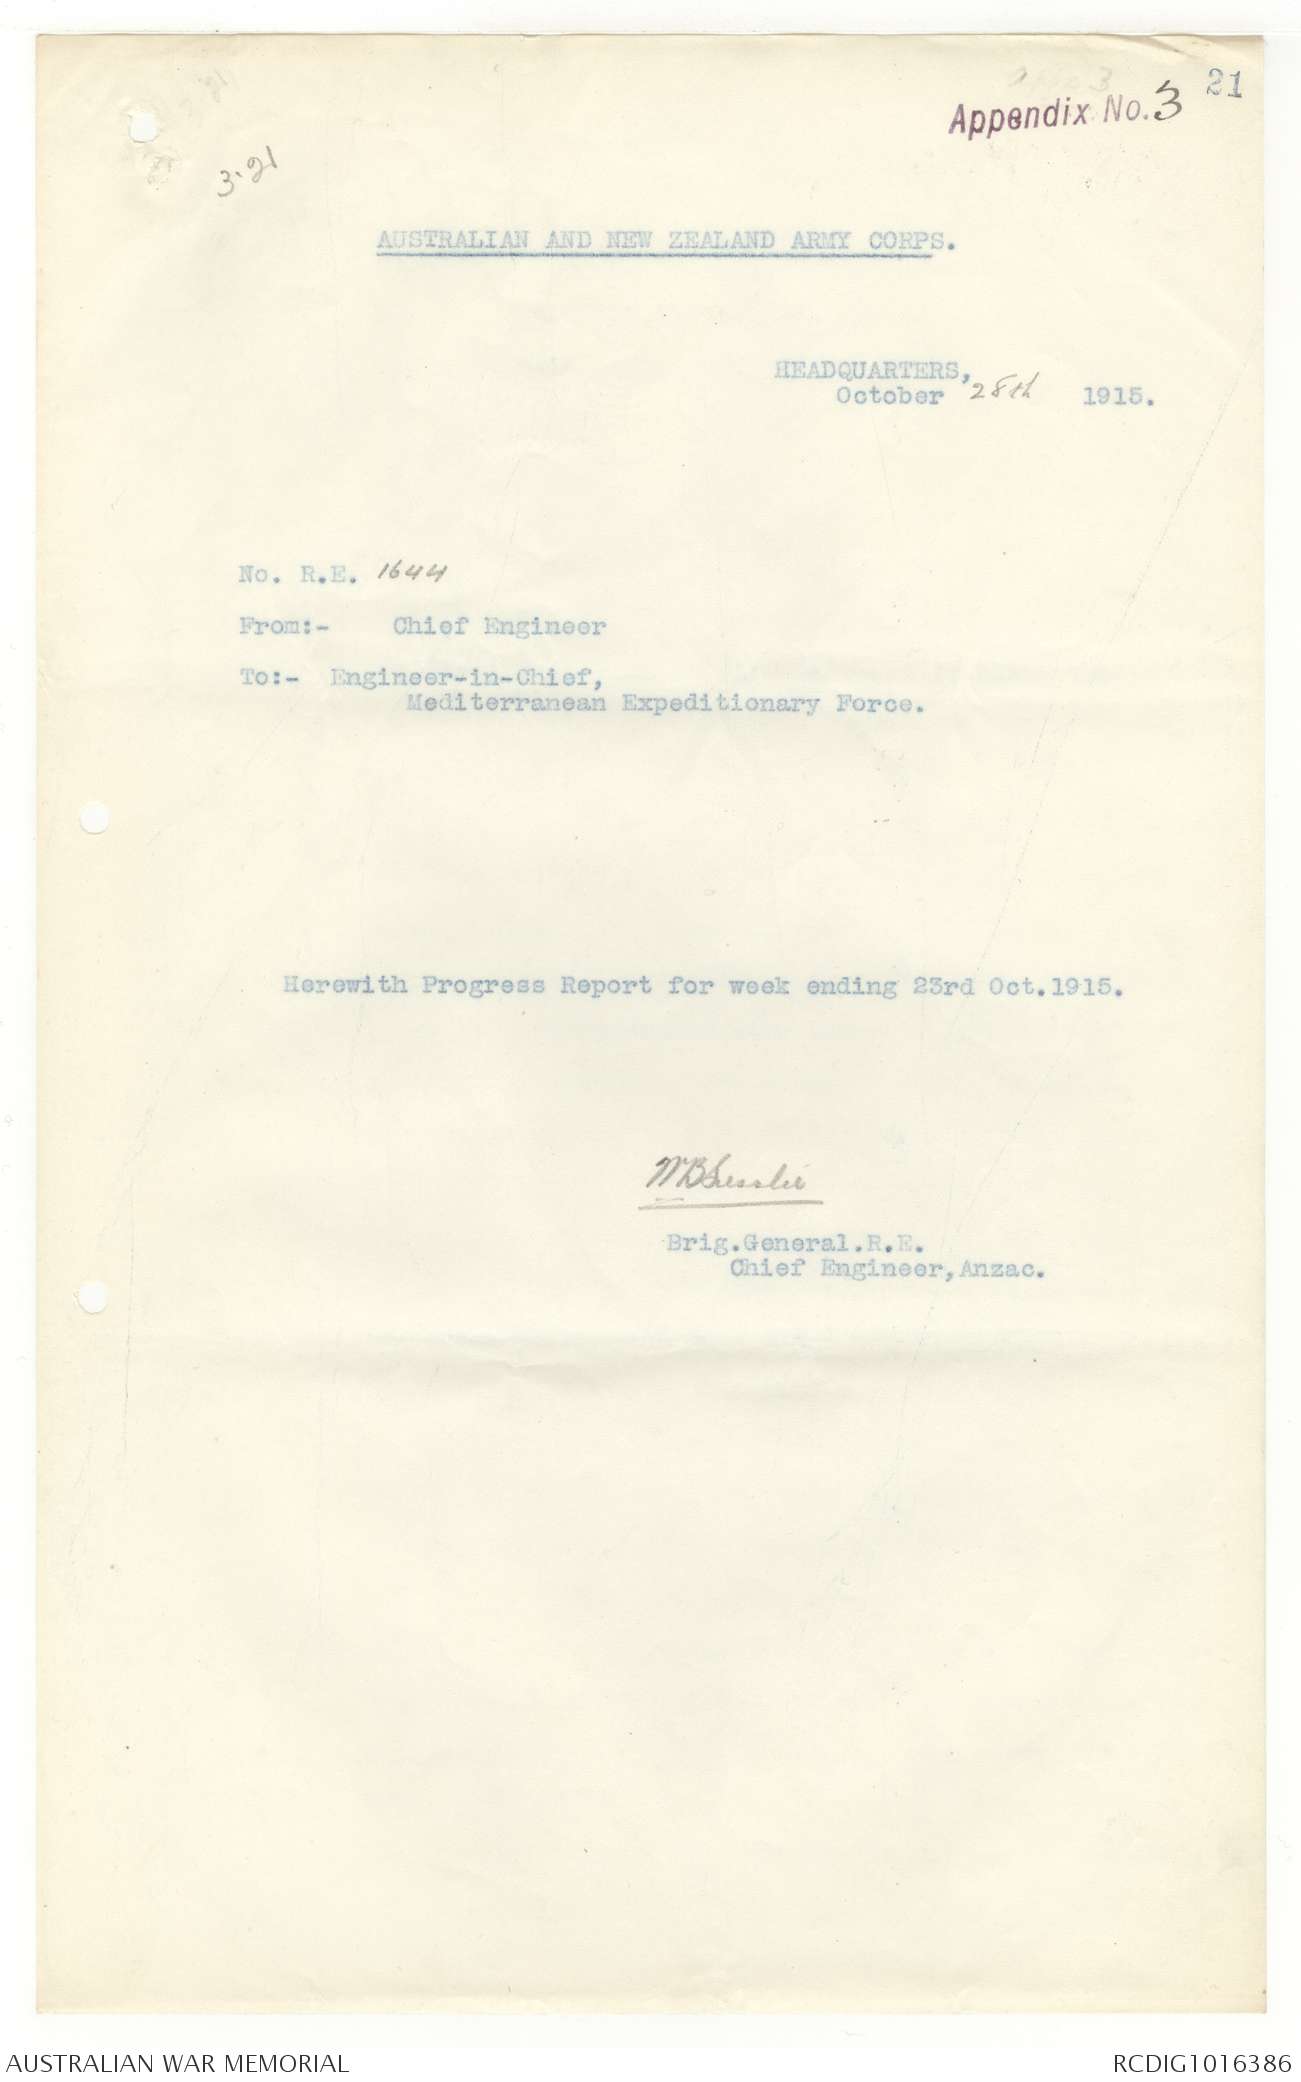 21
Appendix No. 3
3.21
AUSTRALIAN AND NEW ZEALAND ARMY CORPS.
HEADQUARTERS,
October 28th 1915.
No. R.E. 1644
From:- Chief Engineer
To:- Engineer-in-Chief,
Mediterranean Expeditionary Force.
Herewith Progress Report for week ending 23rd Oct.1915.
Brig.General.R.E.
Chief Engineer,Anzac.
AUSTRALIAN WAR MEMORIAL
RCDIG1016386